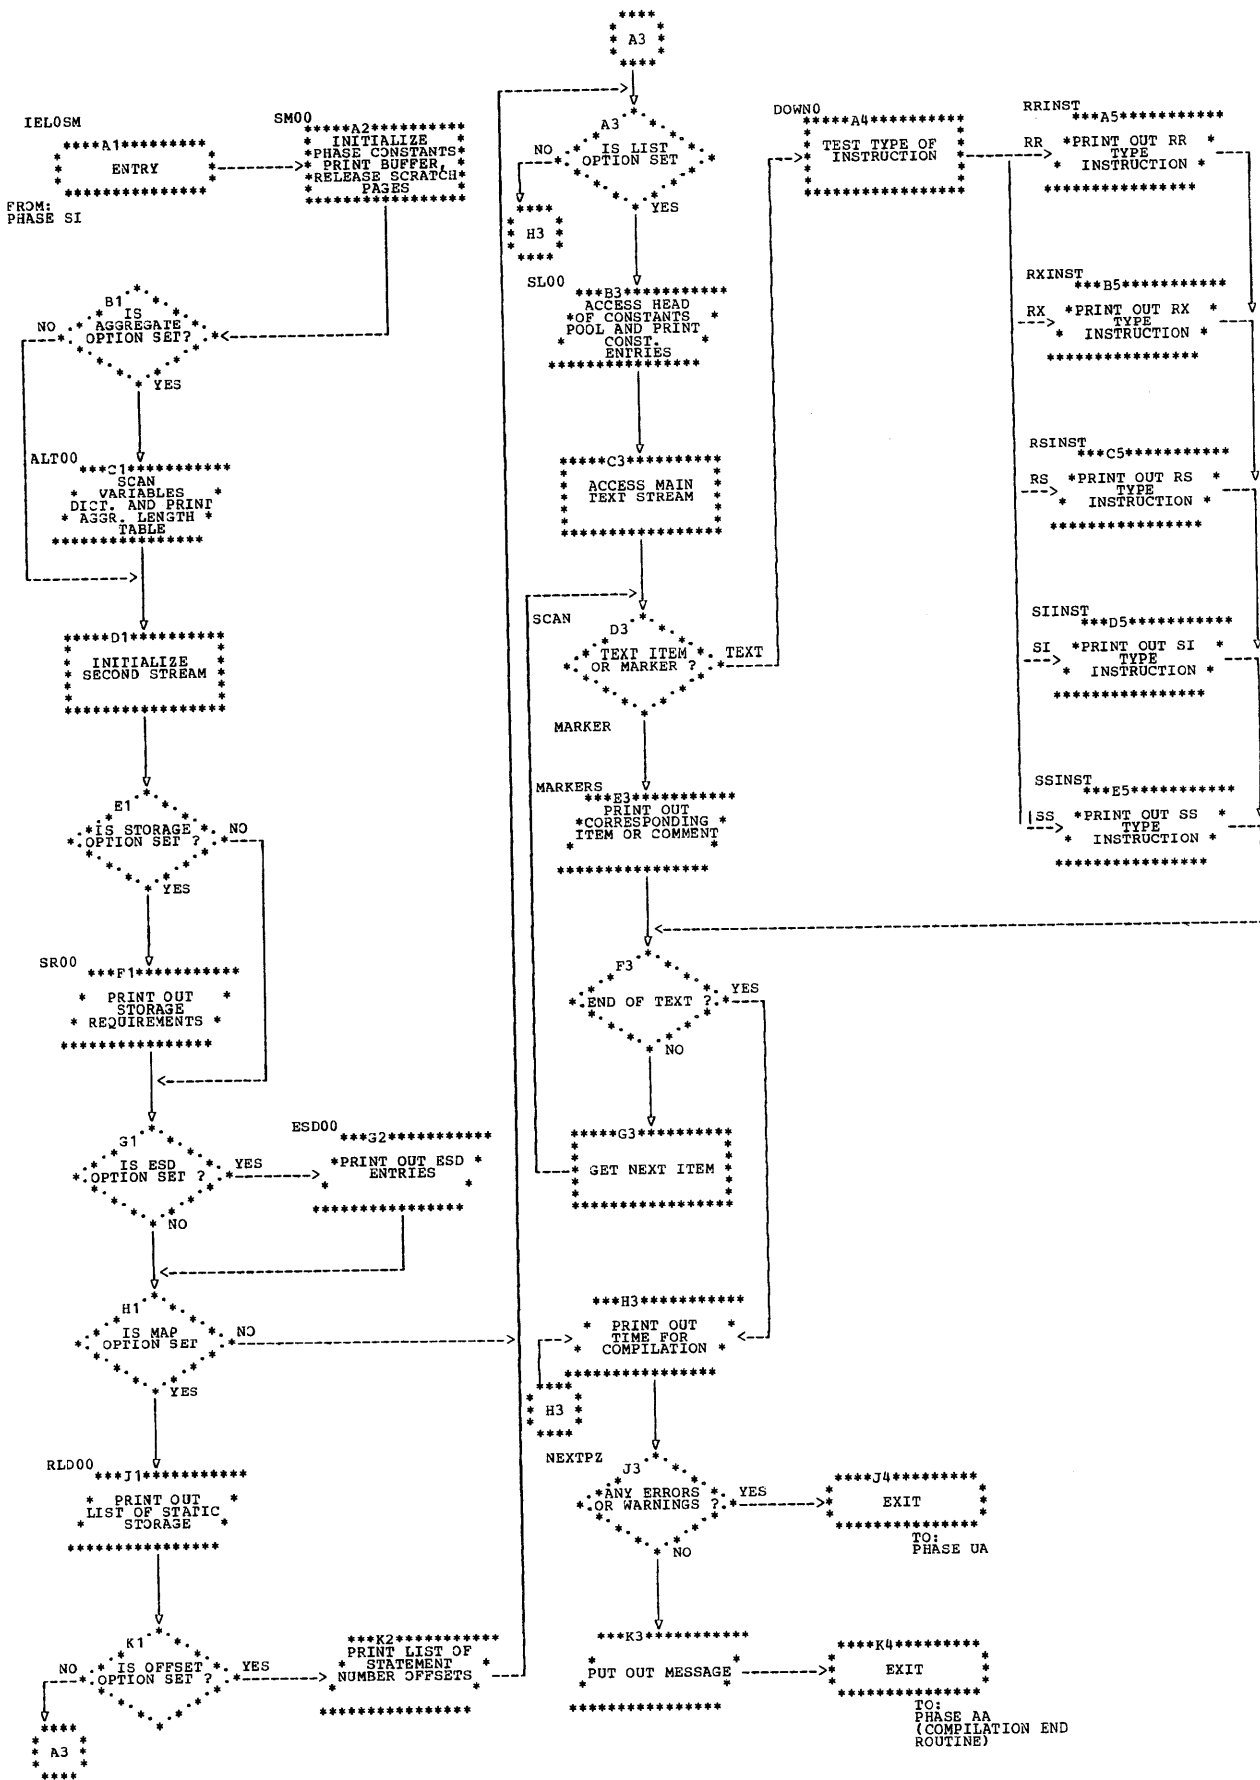 IEL0SM
*****A1*********
ENTRY
FROM:
PHASE SI
SM00
*****A2**********
INITIALIZE
PHASE CONSTANTS
PRINT BUFFER,
RELEASE SCRATCH
PAGES
B1
IS
AGGREGATE
OPTION SET?
NO
YES
ALT00
***C1************
SCAN
VARIABLES
DICT. AND PRINT
AGGR. LENGTH
TABLE
*****D1**********
INITIALIZE
SECOND STREAM
E1
IS STORAGE
OPTION SET ?
NO
YES
SR00
***F1************
PRINT OUT
STORAGE
REQUIREMENTS
G1
IS ESD
OPTION SET ?
YES
NO
ESD00
***G2************
PRINT OUT ESD
ENTRIES
H1
IS MAP
OPTION SET
NO
YES
RLD00
***J1************
PRINT OUT
LIST OF STATIC
STORAGE
K1
IS OFFSET
OPTION SET ?
NO
YES
A3
***K2************
PRINT LIST OF
STATEMENT
NUMBER OFFSETS
A3
A3
IS LIST
OPTION SET
NO
YES
H3
SL00
***B3************
ACCESS HEAD
OF CONSTANTS
POOL AND PRINT
CONST.
ENTRIES
*****C3**********
ACCESS MAIN
TEXT STREAM
SCAN
D3
TEXT ITEM
OR MARKER ?
TEXT
MARKER
MARKERS
***E3************
PRINT OUT
CORRESPONDING
ITEM OR COMMENT
F3
END OF TEXT ?
YES
NO
*****G3**********
GET NEXT ITEM
***H3************
PRINT OUT
TIME FOR
COMPILATION
H3
NEXTPZ
J3
ANY ERRORS
OR WARNINGS ?
YES
NO
****J4*********
EXIT
TO:
PHASE UA
***K3************
PUT OUT MESSAGE
****K4*********
EXIT
TO:
PHASE AA
(COMPILATION END
ROUTINE)
DOWN0
*****A4**********
TEST TYPE OF
INSTRUCTION
RRINST
***A5************
RR
PRINT OUT RR
TYPE
INSTRUCTION
RXINST
***B5************
RX
PRINT OUT RX
TYPE
INSTRUCTION
RSINST
***C5************
RS
PRINT OUT RS
TYPE
INSTRUCTION
SIINST
***D5************
SI
PRINT OUT SI
TYPE
INSTRUCTION
SSINST
***E5************
SS
PRINT OUT SS
TYPE
INSTRUCTION